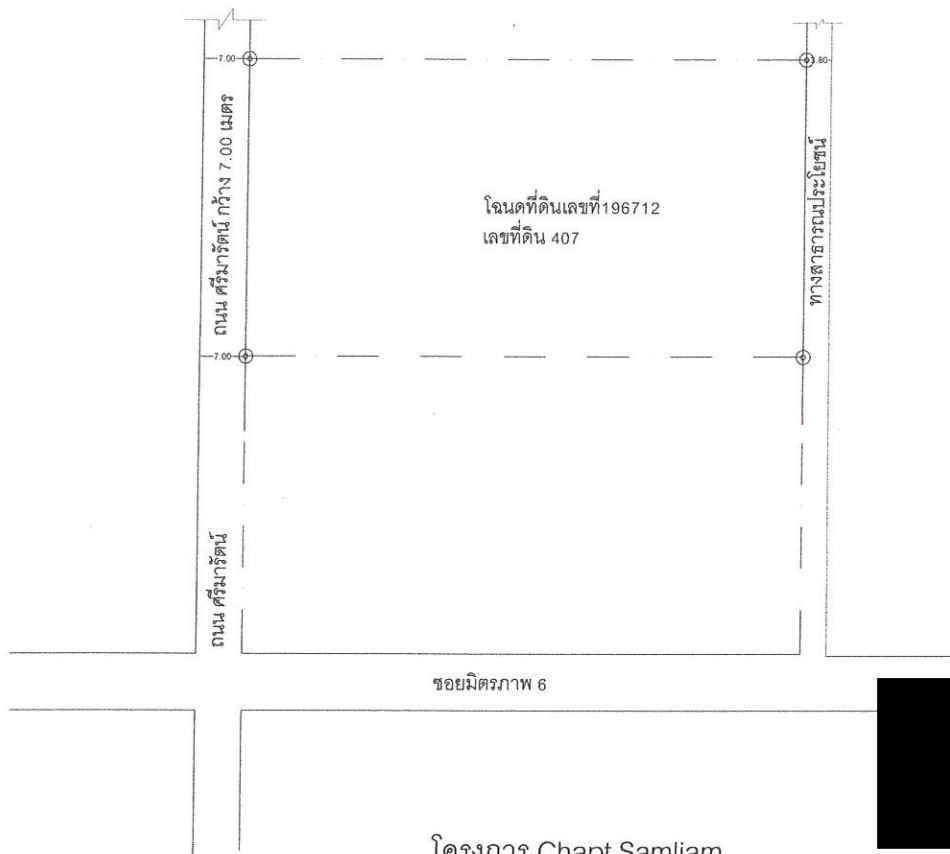 7.00
3.80
ถนน ศรีมารัตน์ กว้าง 7.00 เมตร
โฉนดที่ดินเลขที่196712
เลขที่ดิน 407
ทางสาธารณประโยชน์
7.00
ถนน ศรีมารัตน์
ซอยมิตรภาพ 6
โครงการ Chapt Samliam